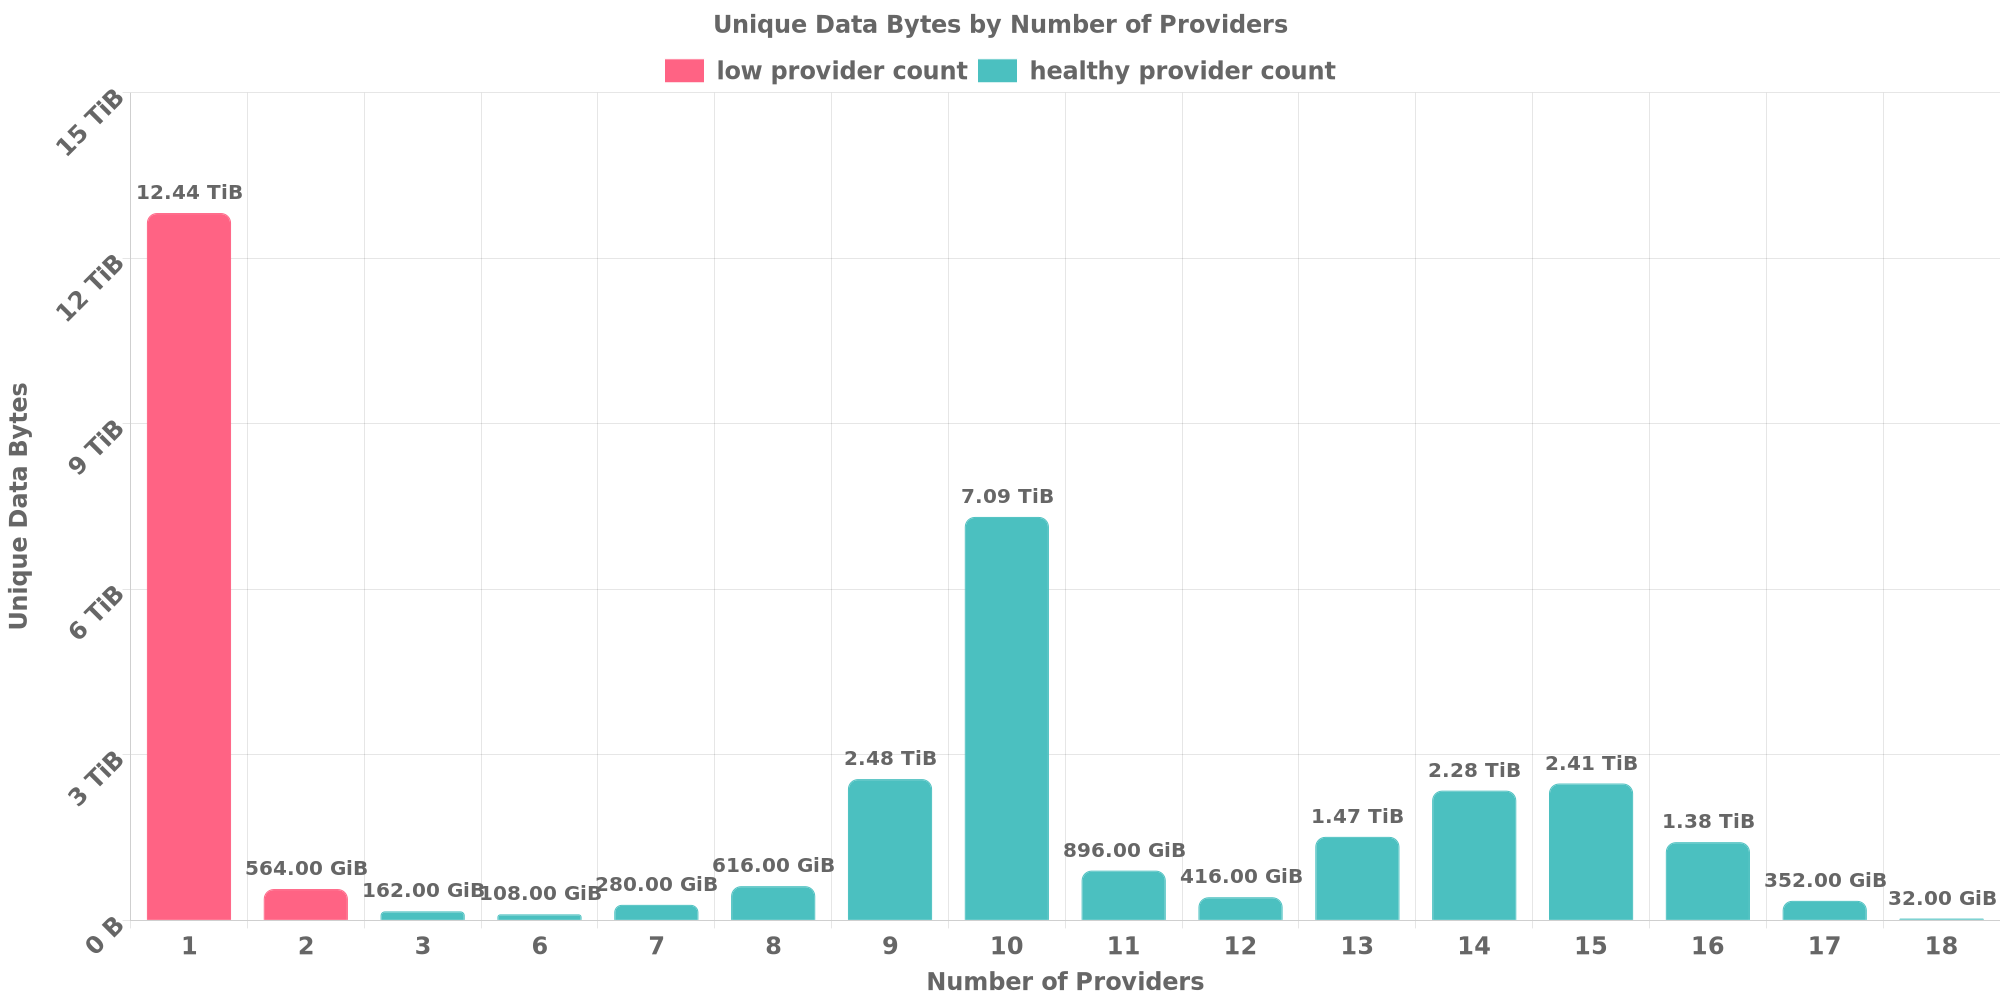 Unique Data Bytes by Number of Providers
low provider count
healthy provider count
Unique Data Bytes
15 TiB
12 TiB
9 TiB
6 TiB
3 TiB
0 B
12.44 TiB
564.00 GiB
162.00 GiB
108.00 GiB
280.00 GiB
616.00 GiB
2.48 TiB
7.09 TiB
896.00 GiB
416.00 GiB
1.47 TiB
2.28 TiB
2.41 TiB
1.38 TiB
352.00 GiB
32.00 GiB
1 2 3 6 7 8 9 10 11 12 13 14 15 16 17 18
Number of Providers